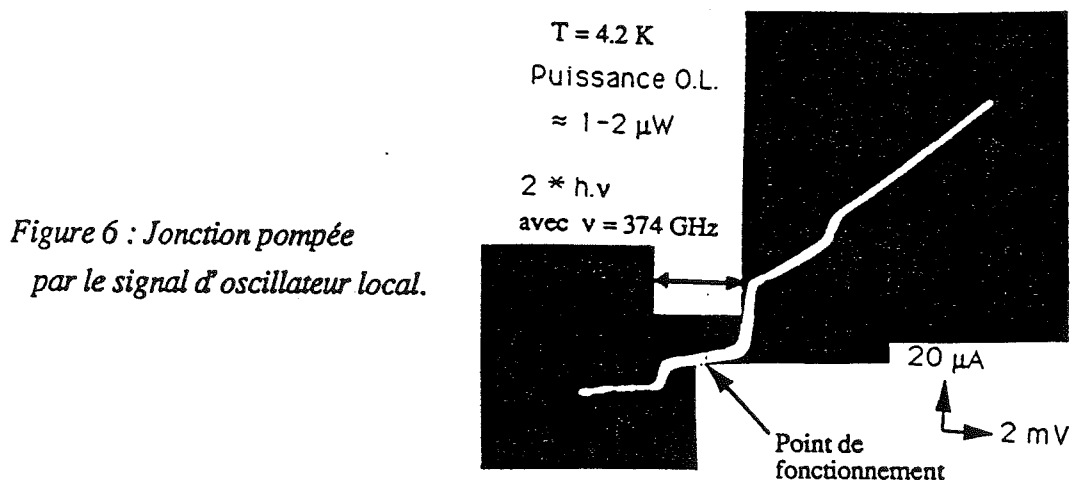 T = 4.2 K
Puissance O.L.
≈ 1-2 µW
2 * h.ν
avec ν = 374 GHz
Figure 6 : Jonction pompée
par le signal d'oscillateur local.
20 µA
2 mV
Point de
fonctionnement